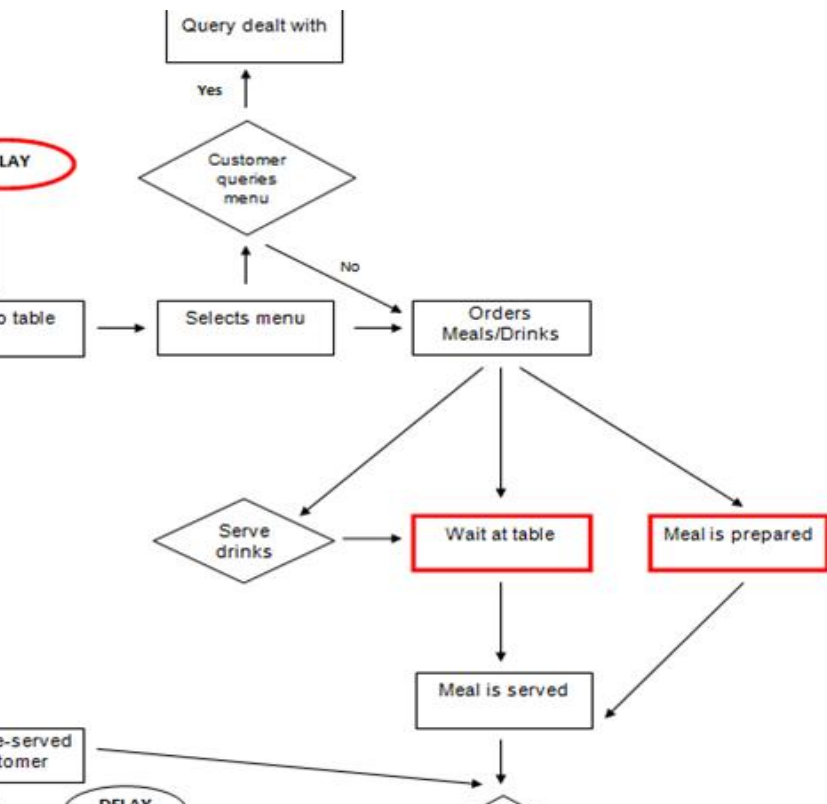 Query dealt with
Yes
LAY
Customer
queries
menu
No
o table
Selects menu
Orders
Meals/Drinks
Serve
drinks
Wait at table
Meal is prepared
Meal is served
e-served
tomer
DELAY